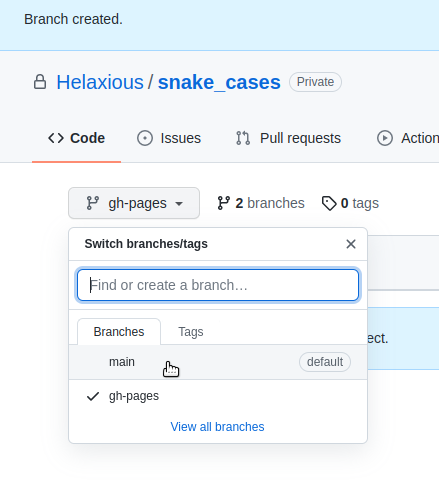 Branch created.
Helaxious / snake_cases Private
Code Issues Pull requests Action
gh-pages 2 branches 0 tags
Switch branches/tags
Find or create a branch…
Branches Tags
ect.
main default
gh-pages
View all branches